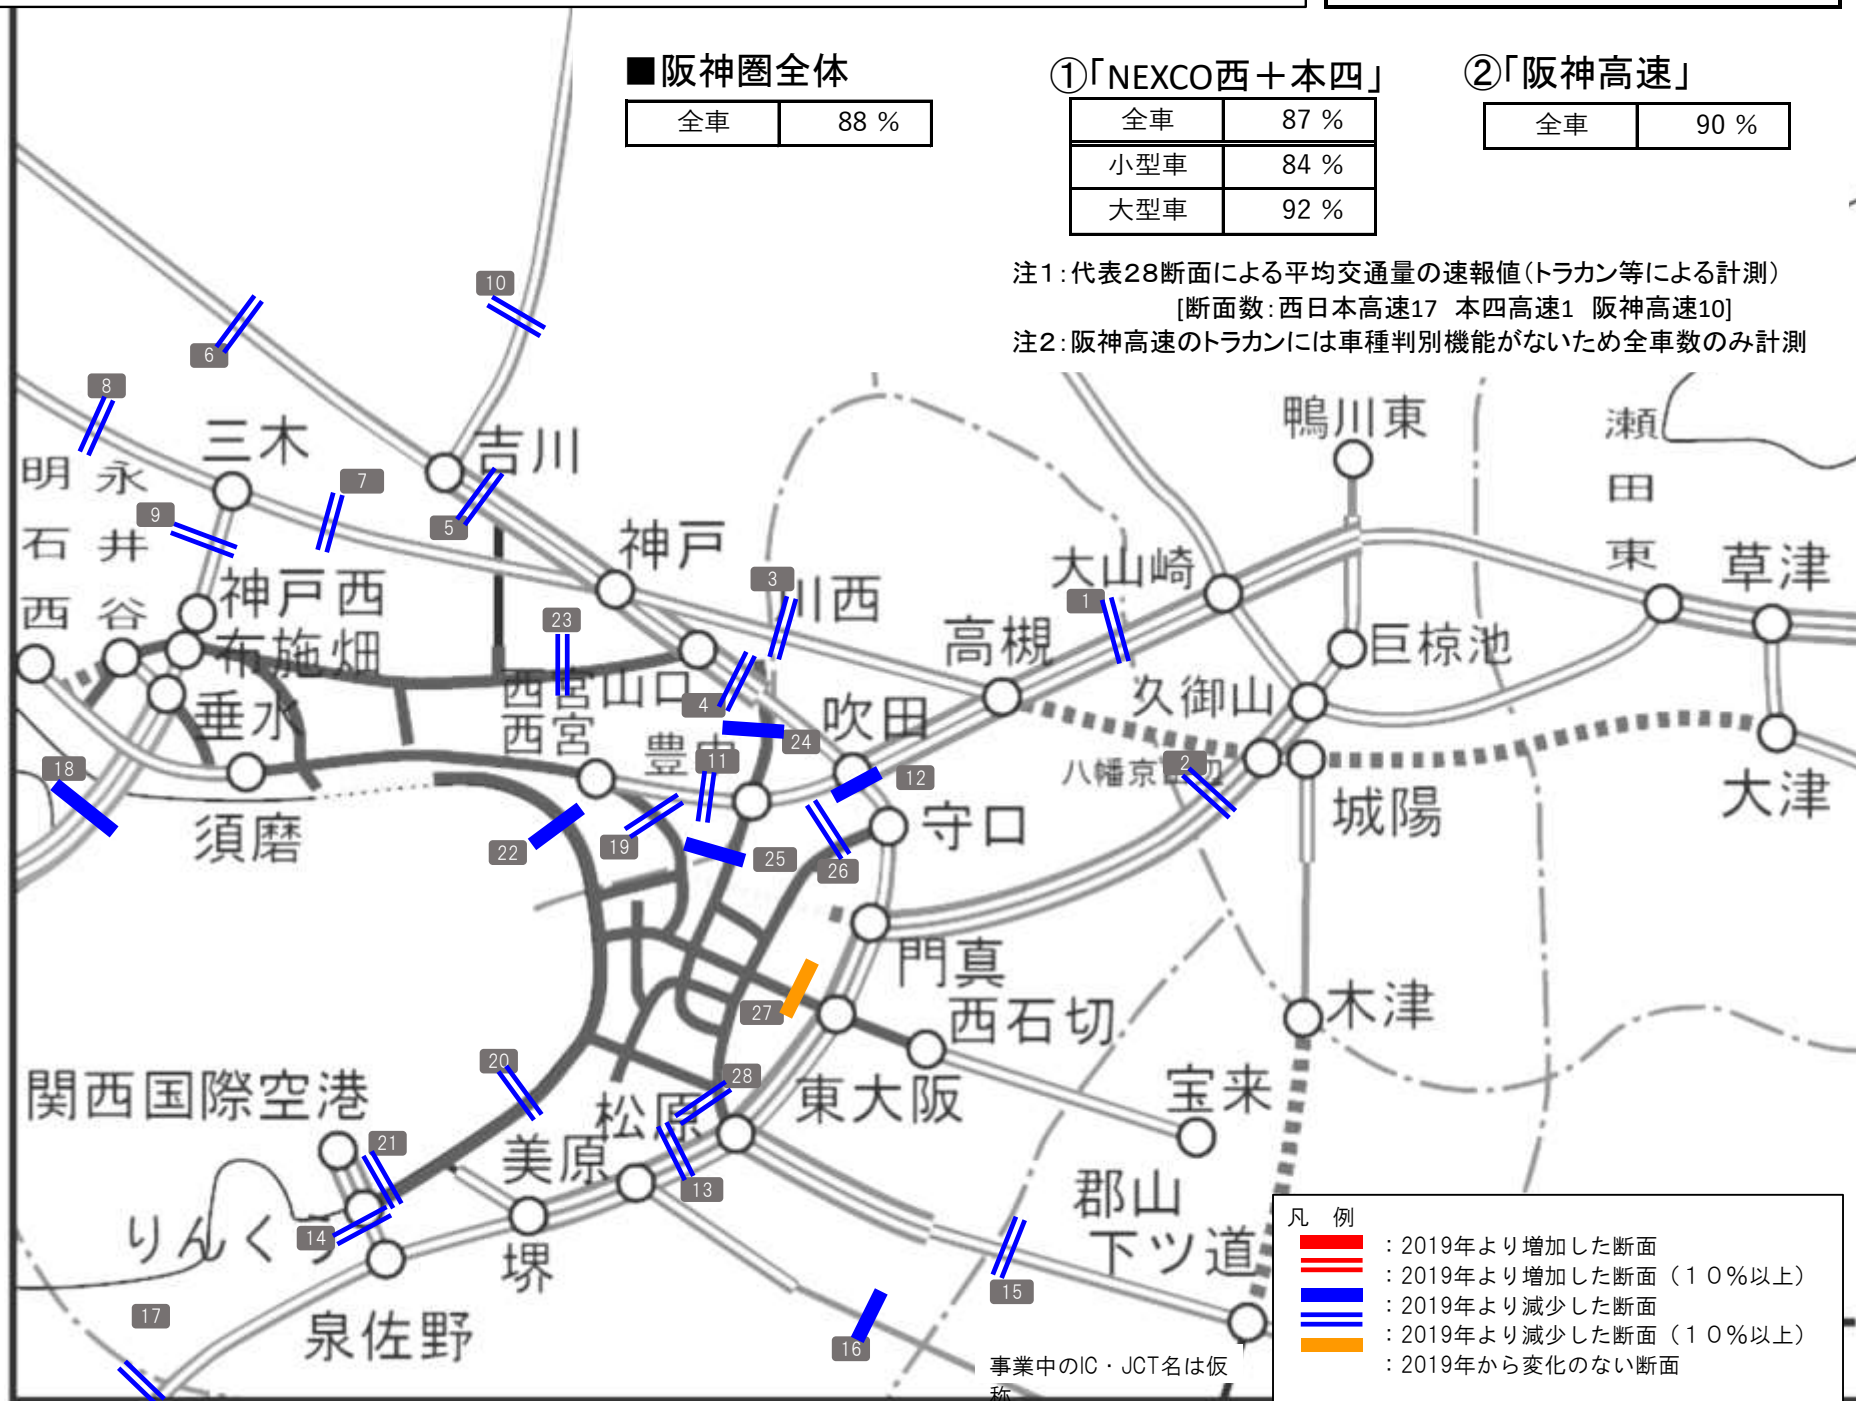 ■阪神圏全体
全車 88 %
①「NEXCO西＋本四」
全車 87 %
小型車 84 %
大型車 92 %
②「阪神高速」
全車 90 %
注1：代表28断面による平均交通量の速報値（トラカン等による計測）
[断面数：西日本高速17 本四高速1 阪神高速10]
注2：阪神高速のトラカンには車種判別機能がないため全車数のみ計測
10
6
8
三木
吉川
鴨川東
瀬田東
明石西
永井谷
7
9
5
神戸
3
川西
大山崎
1
草津
神戸西
布施畑
23
高槻
巨椋池
西宮山口
西宮
4
久御山
垂水
吹田
豊中
24
11
12
八幡京田辺
2
大津
18
須磨
22
19
25
26
守口
城陽
門真
27
西石切
木津
20
28
関西国際空港
松原
東大阪
宝来
21
美原
13
郡山
下ツ道
14
りんくう
堺
15
17
泉佐野
16
事業中のIC・JCT名は仮
称
凡 例
：2019年より増加した断面
：2019年より増加した断面（１０％以上）
：2019年より減少した断面
：2019年より減少した断面（１０％以上）
：2019年から変化のない断面